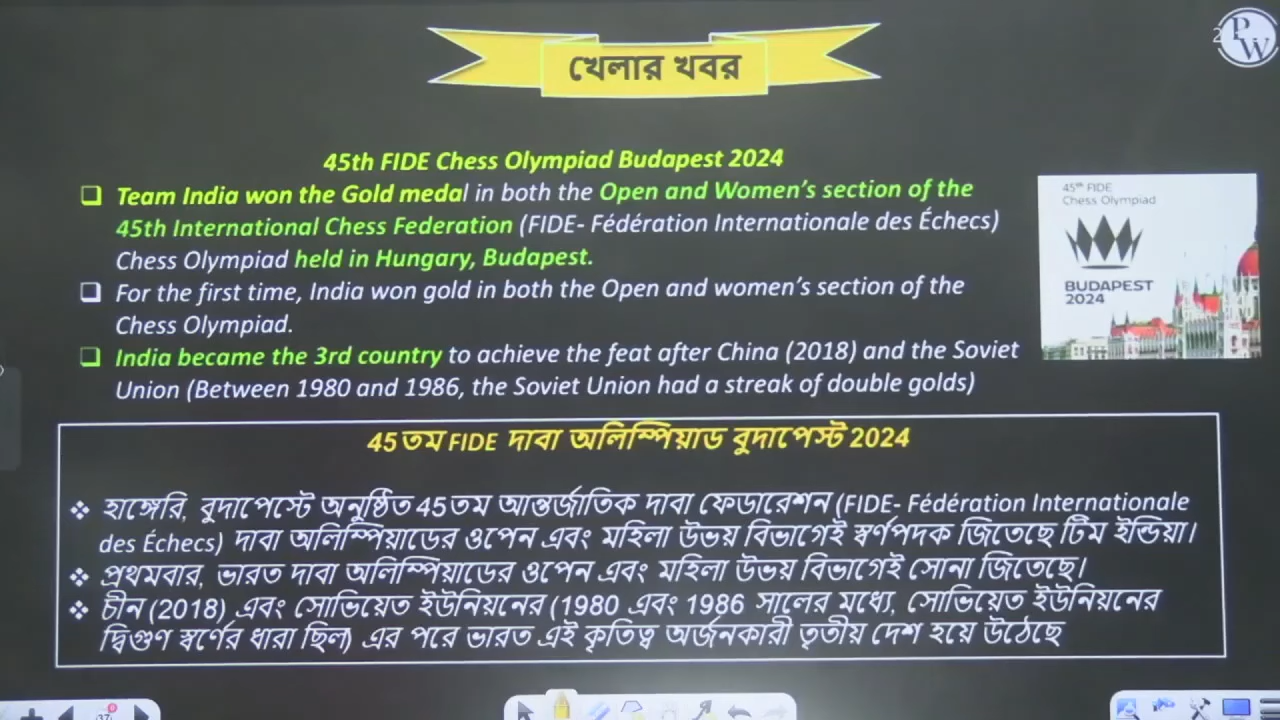 খেলার খবর
PW
45th FIDE Chess Olympiad Budapest 2024
❑ Team India won the Gold medal in both the Open and Women’s section of the
45th International Chess Federation (FIDE- Fédération Internationale des Échecs)
Chess Olympiad held in Hungary, Budapest.
❑ For the first time, India won gold in both the Open and women’s section of the
Chess Olympiad.
❑ India became the 3rd country to achieve the feat after China (2018) and the Soviet
Union (Between 1980 and 1986, the Soviet Union had a streak of double golds)
45th FIDE
Chess Olympiad
BUDAPEST
2024
45তম FIDE দাবা অলিম্পিয়াড বুদাপেস্ট 2024
❖ হাঙ্গেরি, বুদাপেস্টে অনুষ্ঠিত 45তম আন্তর্জাতিক দাবা ফেডারেশন (FIDE- Fédération Internationale
des Échecs) দাবা অলিম্পিয়াডের ওপেন এবং মহিলা উভয় বিভাগেই স্বর্ণপদক জিতেছে টিম ইন্ডিয়া।
❖ প্রথমবার, ভারত দাবা অলিম্পিয়াডের ওপেন এবং মহিলা উভয় বিভাগেই সোনা জিতেছে।
❖ চীন (2018) এবং সোভিয়েত ইউনিয়নের (1980 এবং 1986 সালের মধ্যে, সোভিয়েত ইউনিয়নের
দ্বিগুণ স্বর্ণের ধারা ছিল) এর পরে ভারত এই কৃতিত্ব অর্জনকারী তৃতীয় দেশ হয়ে উঠেছে
37